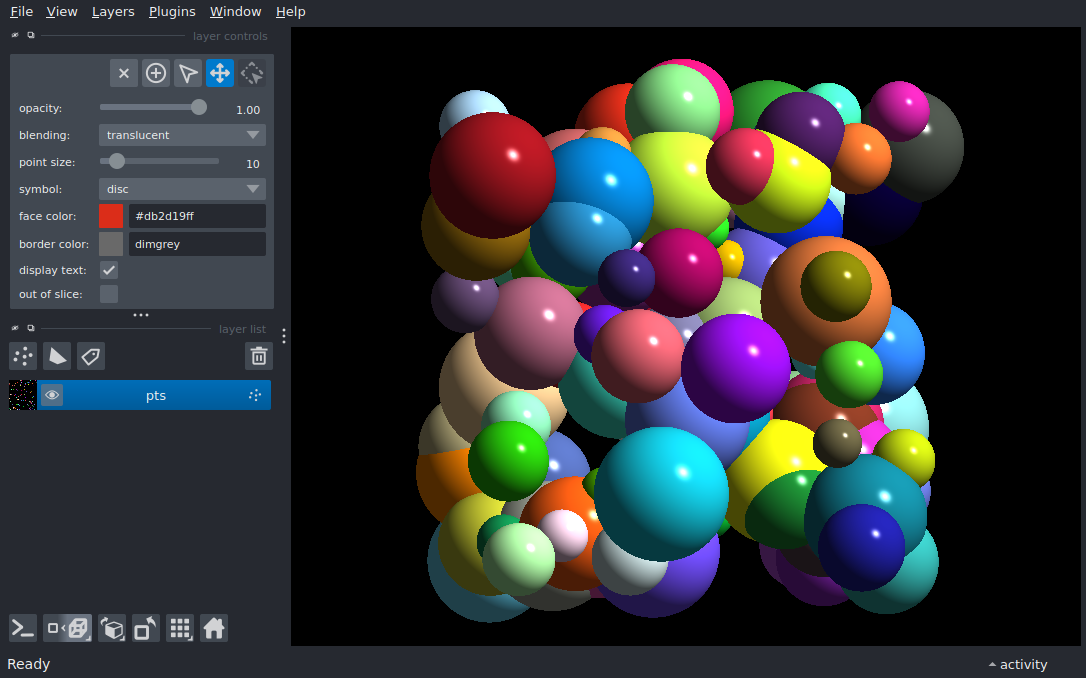 File View Layers Plugins Window Help
layer controls
opacity: 1.00
blending: translucent
point size: 10
symbol: disc
face color: #db2d19ff
border color: dimgrey
display text:
out of slice:
layer list
pts
Ready
activity